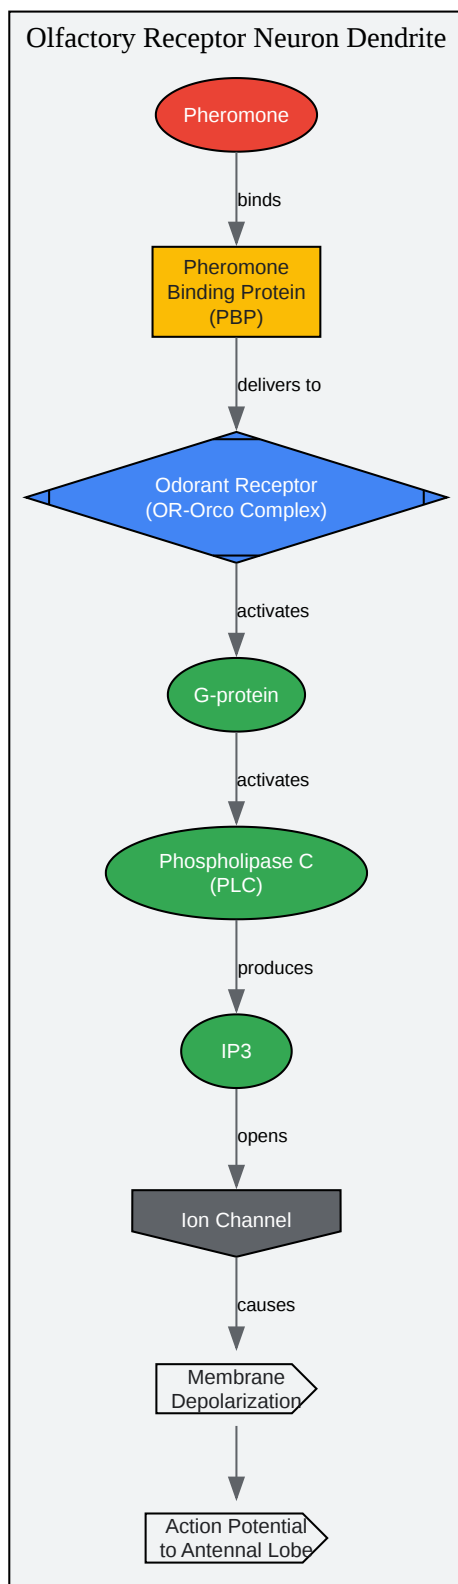 Olfactory Receptor Neuron Dendrite
Pheromone
binds
Pheromone
Binding Protein
(PBP)
delivers to
Odorant Receptor
(OR-Orco Complex)
activates
G-protein
activates
Phospholipase C
(PLC)
produces
IP3
opens
Ion Channel
causes
Membrane
Depolarization
Action Potential
to Antennal Lobe